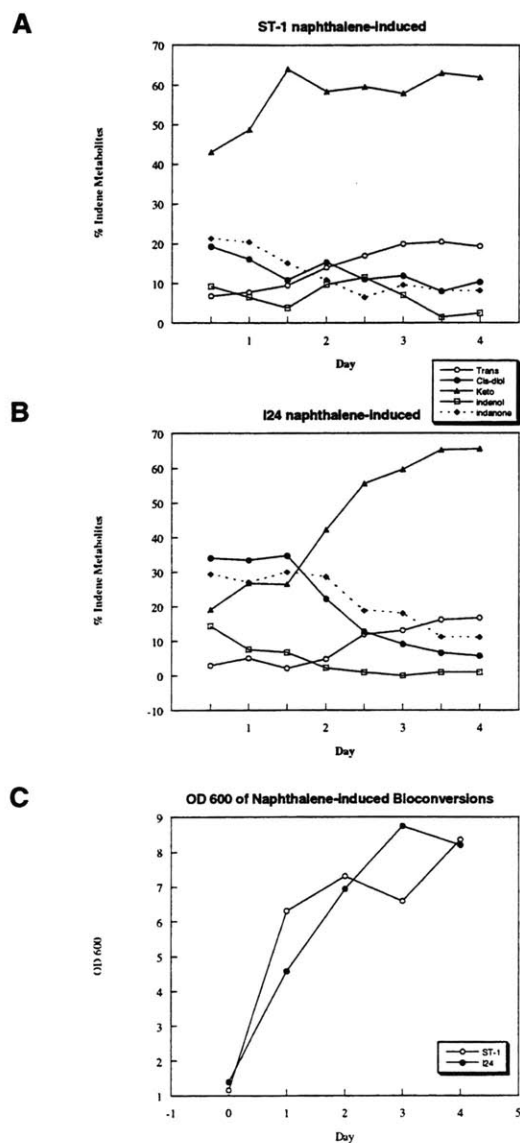 A
ST-1 naphthalene-induced
70
60
50
40
30
20
10
0
% Indene Metabolites
1
2
3
4
Day
Trans
Cis-diol
Keto
indenol
indanone
B
I24 naphthalene-induced
70
60
50
40
30
20
10
0
-10
% Indene Metabolites
1
2
3
4
Day
C
OD 600 of Naphthalene-induced Bioconversions
9
8
7
6
5
4
3
2
1
OD 600
-1
0
1
2
3
4
5
Day
ST-1
I24